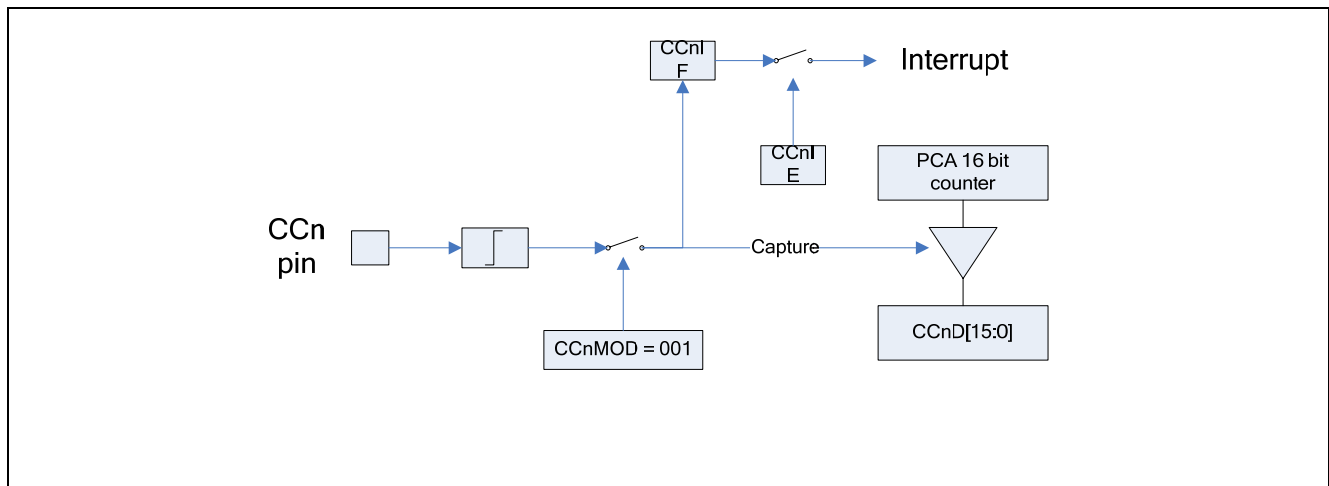 CCnI
F
Interrupt
CCnI
E
PCA 16 bit
counter
CCn
pin
Capture
CCnMOD = 001
CCnD[15:0]